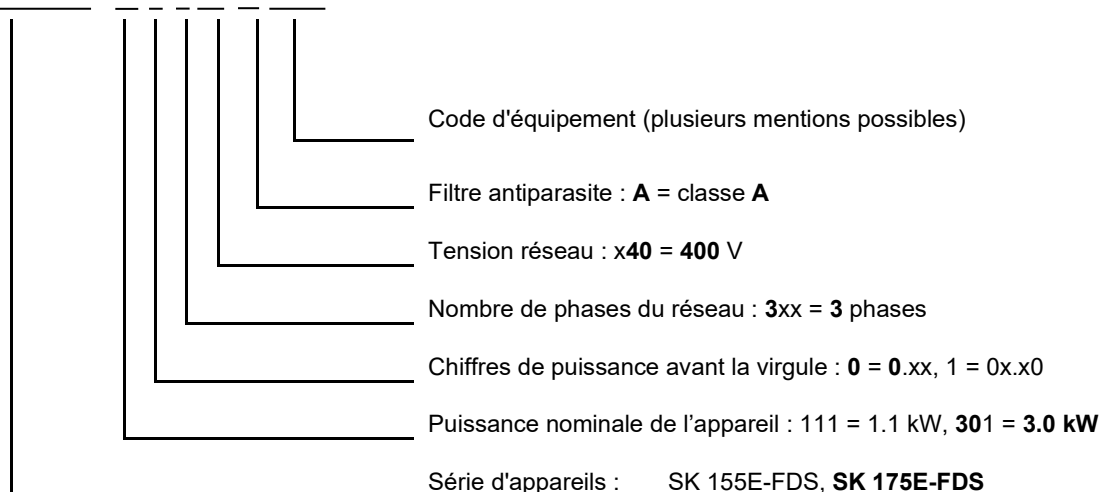 Code d'équipement (plusieurs mentions possibles)
Filtre antiparasite : A = classe A
Tension réseau : x40 = 400 V
Nombre de phases du réseau : 3xx = 3 phases
Chiffres de puissance avant la virgule : 0 = 0.xx, 1 = 0x.x0
Puissance nominale de l’appareil : 111 = 1.1 kW, 301 = 3.0 kW
Série d'appareils : SK 155E-FDS, SK 175E-FDS